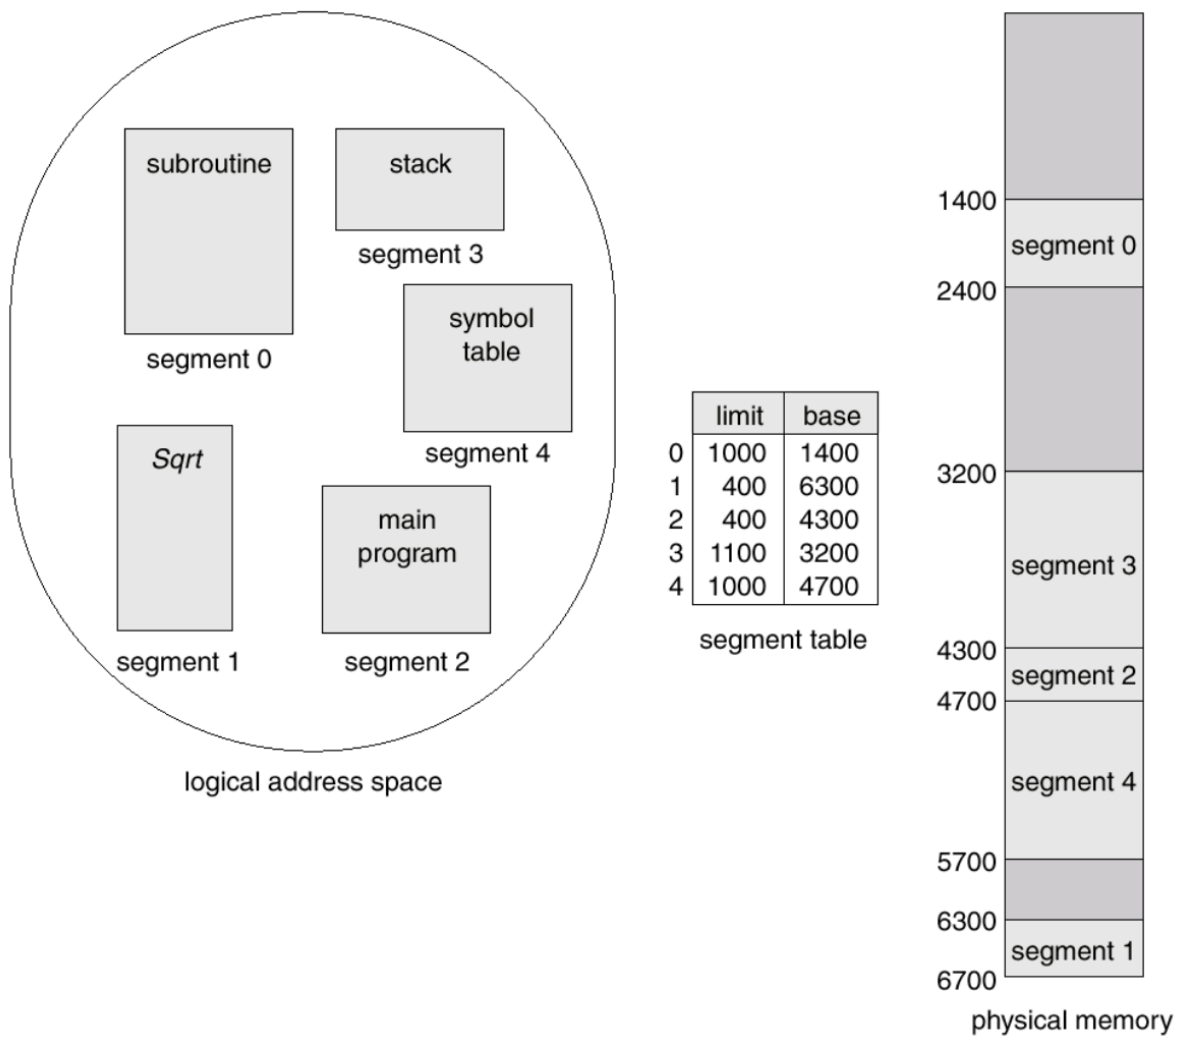 subroutine
segment 0
stack
segment 3
symbol
table
segment 4
Sqrt
segment 1
main
program
segment 2
logical address space
limit base
0 1000 1400
1 400 6300
2 400 4300
3 1100 3200
4 1000 4700
segment table
1400
segment 0
2400
3200
segment 3
4300
segment 2
4700
segment 4
5700
6300
segment 1
6700
physical memory